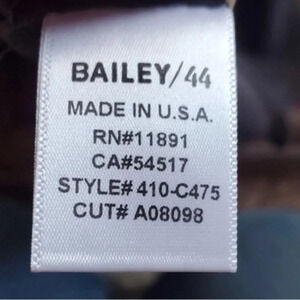 BAILEY/44
MADE IN U.S.A.
RN#11891
CA#54517
STYLE# 410-C475
CUT# A08098